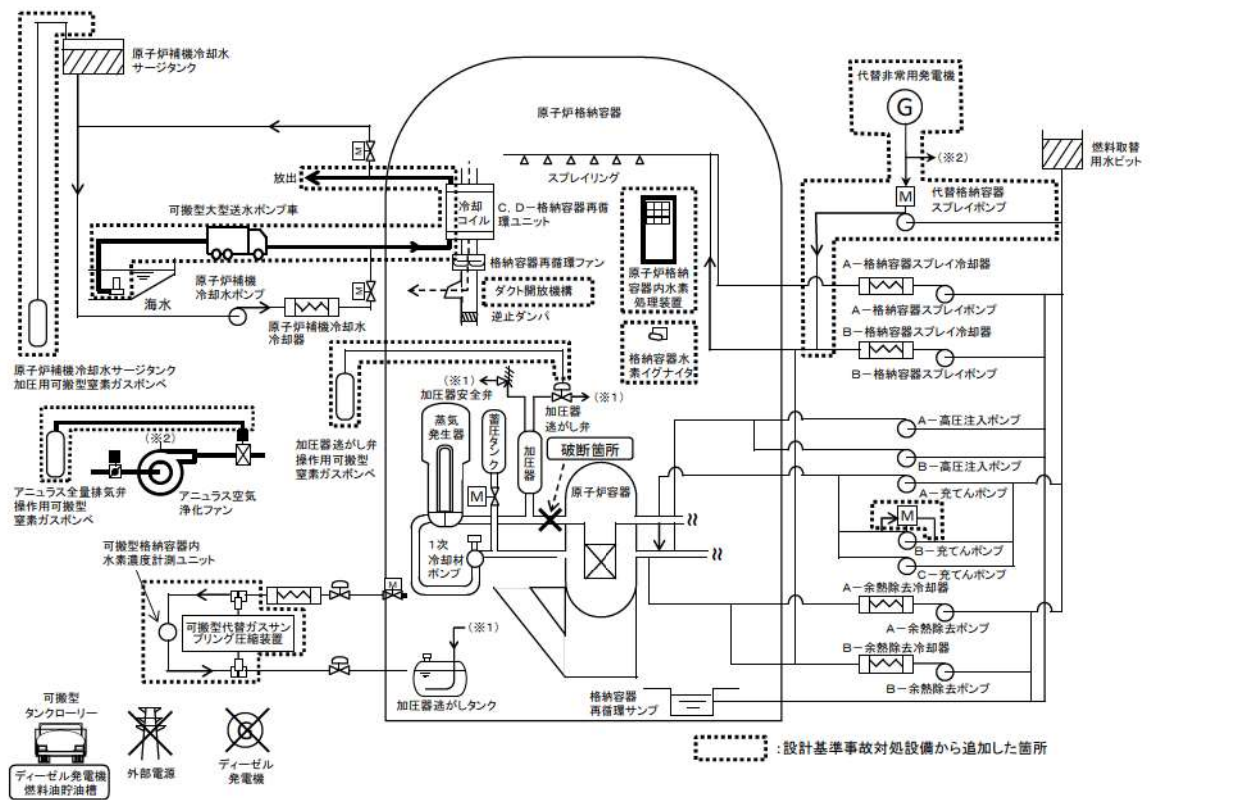 原子炉補機冷却水
サージタンク
原子炉格納容器
代替非常用発電機
G
(※2)
燃料取替
用水ピット
M
代替格納容器
スプレイポンプ
M
スプレイリング
放出
可搬型大型送水ポンプ車
冷却
コイル
C,D－格納容器再循
環ユニット
格納容器再循環ファン
ダクト開放機構
逆止ダンパ
原子炉格納
容器内水素
処理装置
格納容器水
素イグナイタ
A－格納容器スプレイ冷却器
A－格納容器スプレイポンプ
B－格納容器スプレイ冷却器
B－格納容器スプレイポンプ
海水
原子炉補機
冷却水ポンプ
M
原子炉補機冷却水
冷却器
原子炉補機冷却水サージタンク
加圧用可搬型窒素ガスボンベ
(※1)
加圧器安全弁
(※1)
加圧器
逃がし弁
加圧器逃がし弁
操作用可搬型
窒素ガスボンベ
蒸気
発生器
蓄圧タンク
加圧器
破断箇所
原子炉容器
M
1次
冷却材
ポンプ
(※2)
アニュラス全量排気弁
操作用可搬型
窒素ガスボンベ
アニュラス空気
浄化ファン
A－高圧注入ポンプ
B－高圧注入ポンプ
A－充てんポンプ
M
B－充てんポンプ
C－充てんポンプ
A－余熱除去冷却器
A－余熱除去ポンプ
B－余熱除去冷却器
B－余熱除去ポンプ
可搬型格納容器内
水素濃度計測ユニット
M
可搬型代替ガスサン
プリング圧縮装置
(※1)
加圧器逃がしタンク
格納容器
再循環サンプ
可搬型
タンクローリー
ディーゼル発電機
燃料油貯油槽
外部電源
G
ディーゼル
発電機
:設計基準事故対処設備から追加した箇所